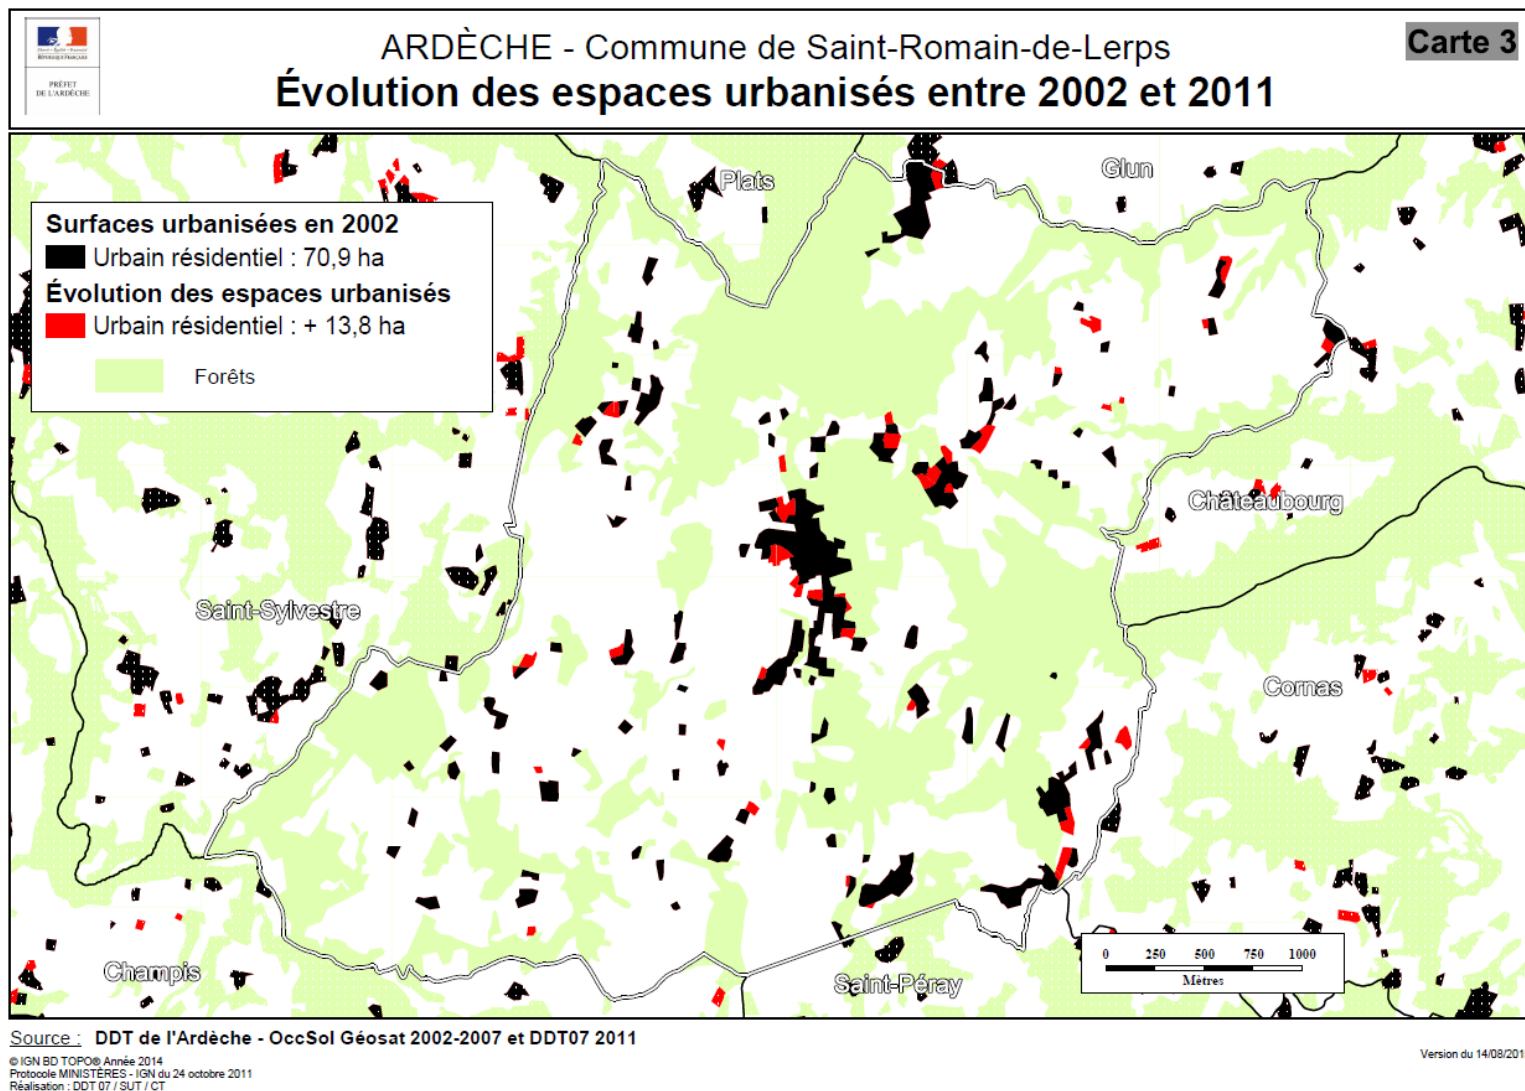 RÉPUBLIQUE FRANÇAISE
PRÉFET
DE L'ARDÈCHE
ARDÈCHE - Commune de Saint-Romain-de-Lerps
Évolution des espaces urbanisés entre 2002 et 2011
Carte 3
Plats
Glun
Surfaces urbanisées en 2002
Urbain résidentiel : 70,9 ha
Évolution des espaces urbanisés
Urbain résidentiel : + 13,8 ha
Forêts
Châteaubourg
Saint-Sylvestre
Cornas
Champis
Saint-Péray
0 250 500 750 1000
Mètres
Source : DDT de l'Ardèche - OccSol Géosat 2002-2007 et DDT07 2011
© IGN BD TOPO® Année 2014
Protocole MINISTÈRES - IGN du 24 octobre 2011
Réalisation : DDT 07 / SUT / CT
Version du 14/08/201